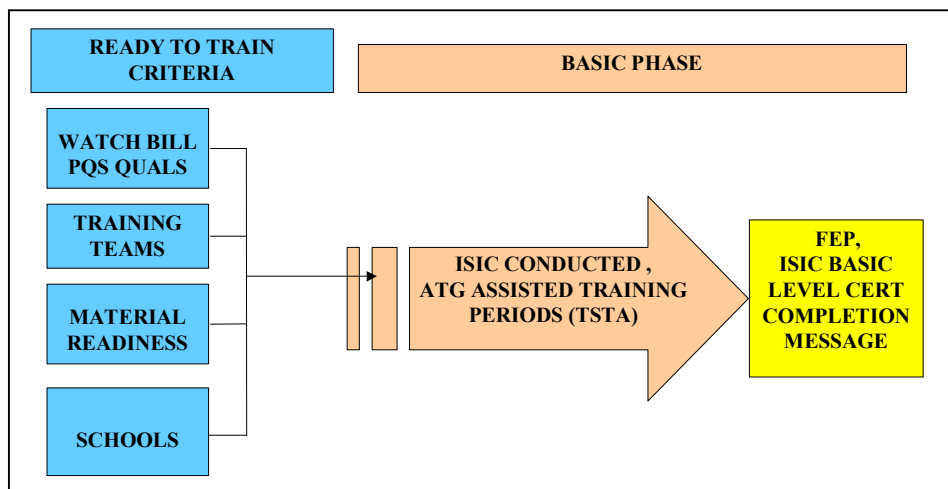 READY TO TRAIN
CRITERIA
BASIC PHASE
WATCH BILL
PQS QUALS
TRAINING
TEAMS
MATERIAL
READINESS
SCHOOLS
ISIC CONDUCTED ,
ATG ASSISTED TRAINING
PERIODS (TSTA)
FEP,
ISIC BASIC
LEVEL CERT
COMPLETION
MESSAGE